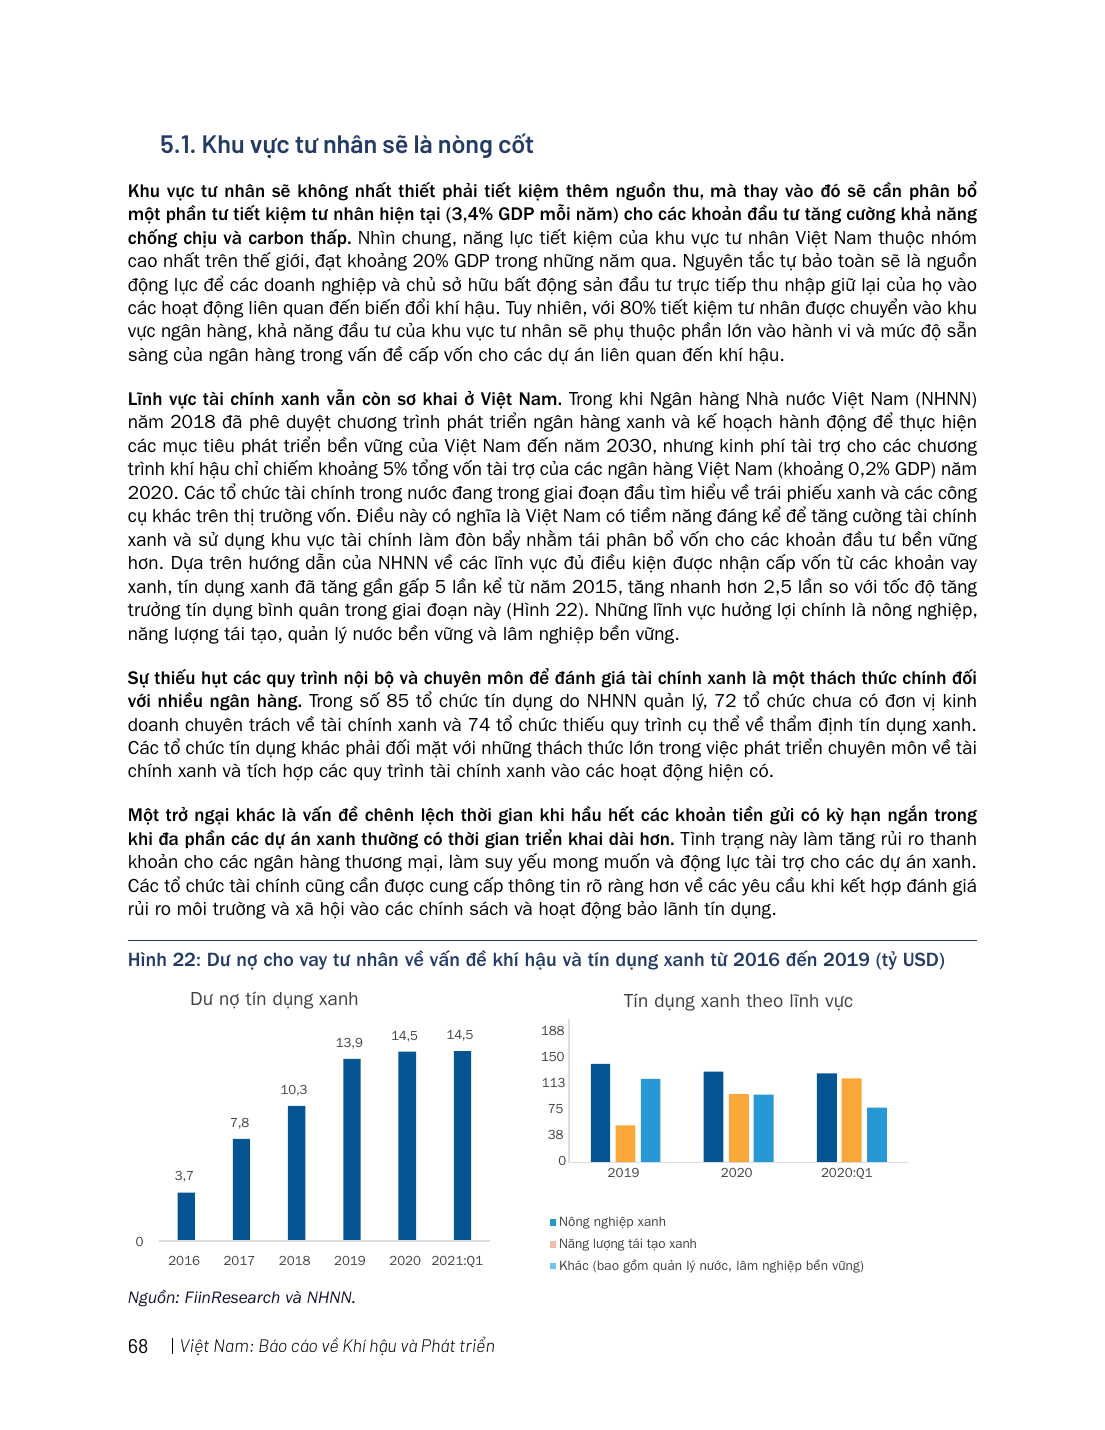 5.1. Khu vực tư nhân sẽ là nòng cốt
Khu vực tư nhân sẽ không nhất thiết phải tiết kiệm thêm nguồn thu, mà thay vào đó sẽ cần phân bổ
một phần tư tiết kiệm tư nhân hiện tại (3,4% GDP mỗi năm) cho các khoản đầu tư tăng cường khả năng
chống chịu và carbon thấp. Nhìn chung, năng lực tiết kiệm của khu vực tư nhân Việt Nam thuộc nhóm
cao nhất trên thế giới, đạt khoảng 20% GDP trong những năm qua. Nguyên tắc tự bảo toàn sẽ là nguồn
động lực để các doanh nghiệp và chủ sở hữu bất động sản đầu tư trực tiếp thu nhập giữ lại của họ vào
các hoạt động liên quan đến biến đổi khí hậu. Tuy nhiên, với 80% tiết kiệm tư nhân được chuyển vào khu
vực ngân hàng, khả năng đầu tư của khu vực tư nhân sẽ phụ thuộc phần lớn vào hành vi và mức độ sẵn
sàng của ngân hàng trong vấn đề cấp vốn cho các dự án liên quan đến khí hậu.
Lĩnh vực tài chính xanh vẫn còn sơ khai ở Việt Nam. Trong khi Ngân hàng Nhà nước Việt Nam (NHNN)
năm 2018 đã phê duyệt chương trình phát triển ngân hàng xanh và kế hoạch hành động để thực hiện
các mục tiêu phát triển bền vững của Việt Nam đến năm 2030, nhưng kinh phí tài trợ cho các chương
trình khí hậu chỉ chiếm khoảng 5% tổng vốn tài trợ của các ngân hàng Việt Nam (khoảng 0,2% GDP) năm
2020. Các tổ chức tài chính trong nước đang trong giai đoạn đầu tìm hiểu về trái phiếu xanh và các công
cụ khác trên thị trường vốn. Điều này có nghĩa là Việt Nam có tiềm năng đáng kể để tăng cường tài chính
xanh và sử dụng khu vực tài chính làm đòn bẩy nhằm tái phân bổ vốn cho các khoản đầu tư bền vững
hơn. Dựa trên hướng dẫn của NHNN về các lĩnh vực đủ điều kiện được nhận cấp vốn từ các khoản vay
xanh, tín dụng xanh đã tăng gần gấp 5 lần kể từ năm 2015, tăng nhanh hơn 2,5 lần so với tốc độ tăng
trưởng tín dụng bình quân trong giai đoạn này (Hình 22). Những lĩnh vực hưởng lợi chính là nông nghiệp,
năng lượng tái tạo, quản lý nước bền vững và lâm nghiệp bền vững.
Sự thiếu hụt các quy trình nội bộ và chuyên môn để đánh giá tài chính xanh là một thách thức chính đối
với nhiều ngân hàng. Trong số 85 tổ chức tín dụng do NHNN quản lý, 72 tổ chức chưa có đơn vị kinh
doanh chuyên trách về tài chính xanh và 74 tổ chức thiếu quy trình cụ thể về thẩm định tín dụng xanh.
Các tổ chức tín dụng khác phải đối mặt với những thách thức lớn trong việc phát triển chuyên môn về tài
chính xanh và tích hợp các quy trình tài chính xanh vào các hoạt động hiện có.
Một trở ngại khác là vấn đề chênh lệch thời gian khi hầu hết các khoản tiền gửi có kỳ hạn ngắn trong
khi đa phần các dự án xanh thường có thời gian triển khai dài hơn. Tình trạng này làm tăng rủi ro thanh
khoản cho các ngân hàng thương mại, làm suy yếu mong muốn và động lực tài trợ cho các dự án xanh.
Các tổ chức tài chính cũng cần được cung cấp thông tin rõ ràng hơn về các yêu cầu khi kết hợp đánh giá
rủi ro môi trường và xã hội vào các chính sách và hoạt động bảo lãnh tín dụng.
Hình 22: Dư nợ cho vay tư nhân về vấn đề khí hậu và tín dụng xanh từ 2016 đến 2019 (tỷ USD)
Dư nợ tín dụng xanh
3,7
7,8
10,3
13,9
14,5
14,5
0
2016 2017 2018 2019 2020 2021:Q1
Tín dụng xanh theo lĩnh vực
188
150
113
75
38
0
2019 2020 2020:Q1
Nông nghiệp xanh
Năng lượng tái tạo xanh
Khác (bao gồm quản lý nước, lâm nghiệp bền vững)
Nguồn: FiinResearch và NHNN.
68 | Việt Nam: Báo cáo về Khí hậu và Phát triển